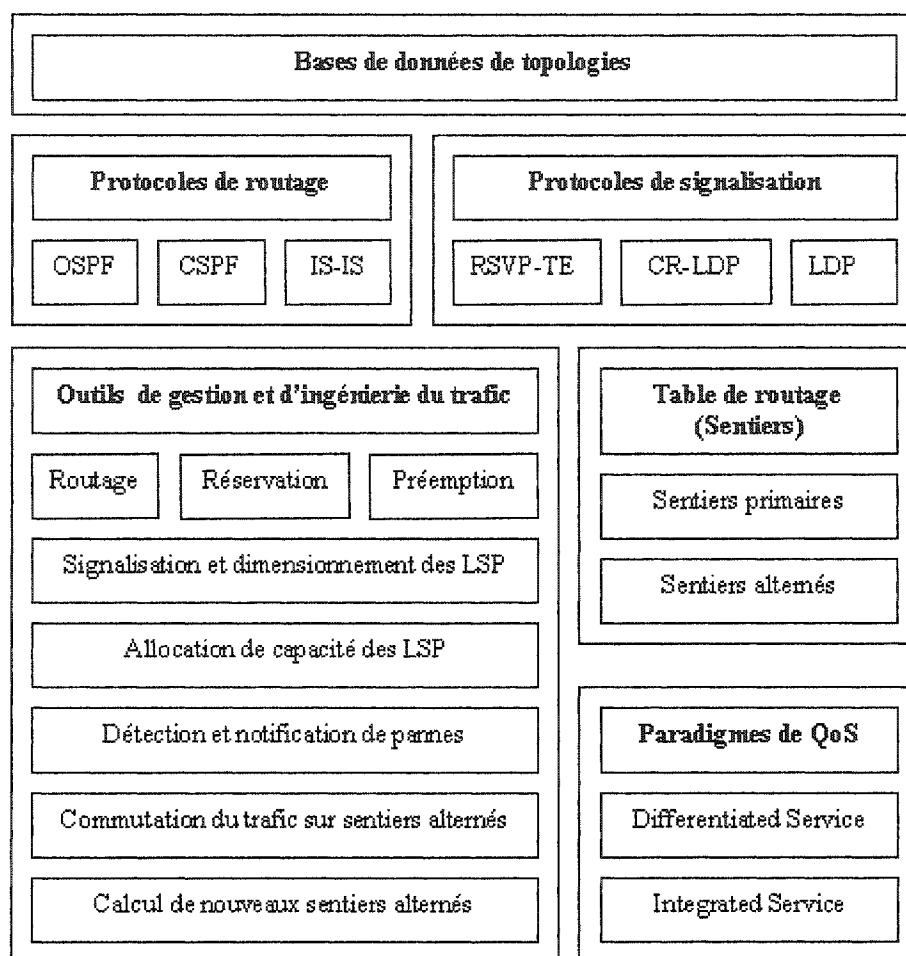 Bases de données de topologies
Protocoles de routage
OSPF
CSPF
IS-IS
Protocoles de signalisation
RSVP-TE
CR-LDP
LDP
Outils de gestion et d'ingénierie du trafic
Routage
Réservation
Préemption
Signalisation et dimensionnement des LSP
Allocation de capacité des LSP
Détection et notification de pannes
Commutation du trafic sur sentiers alternés
Calcul de nouveaux sentiers alternés
Table de routage
(Sentiers)
Sentiers primaires
Sentiers alternés
Paradigmes de QoS
Differentiated Service
Integrated Service